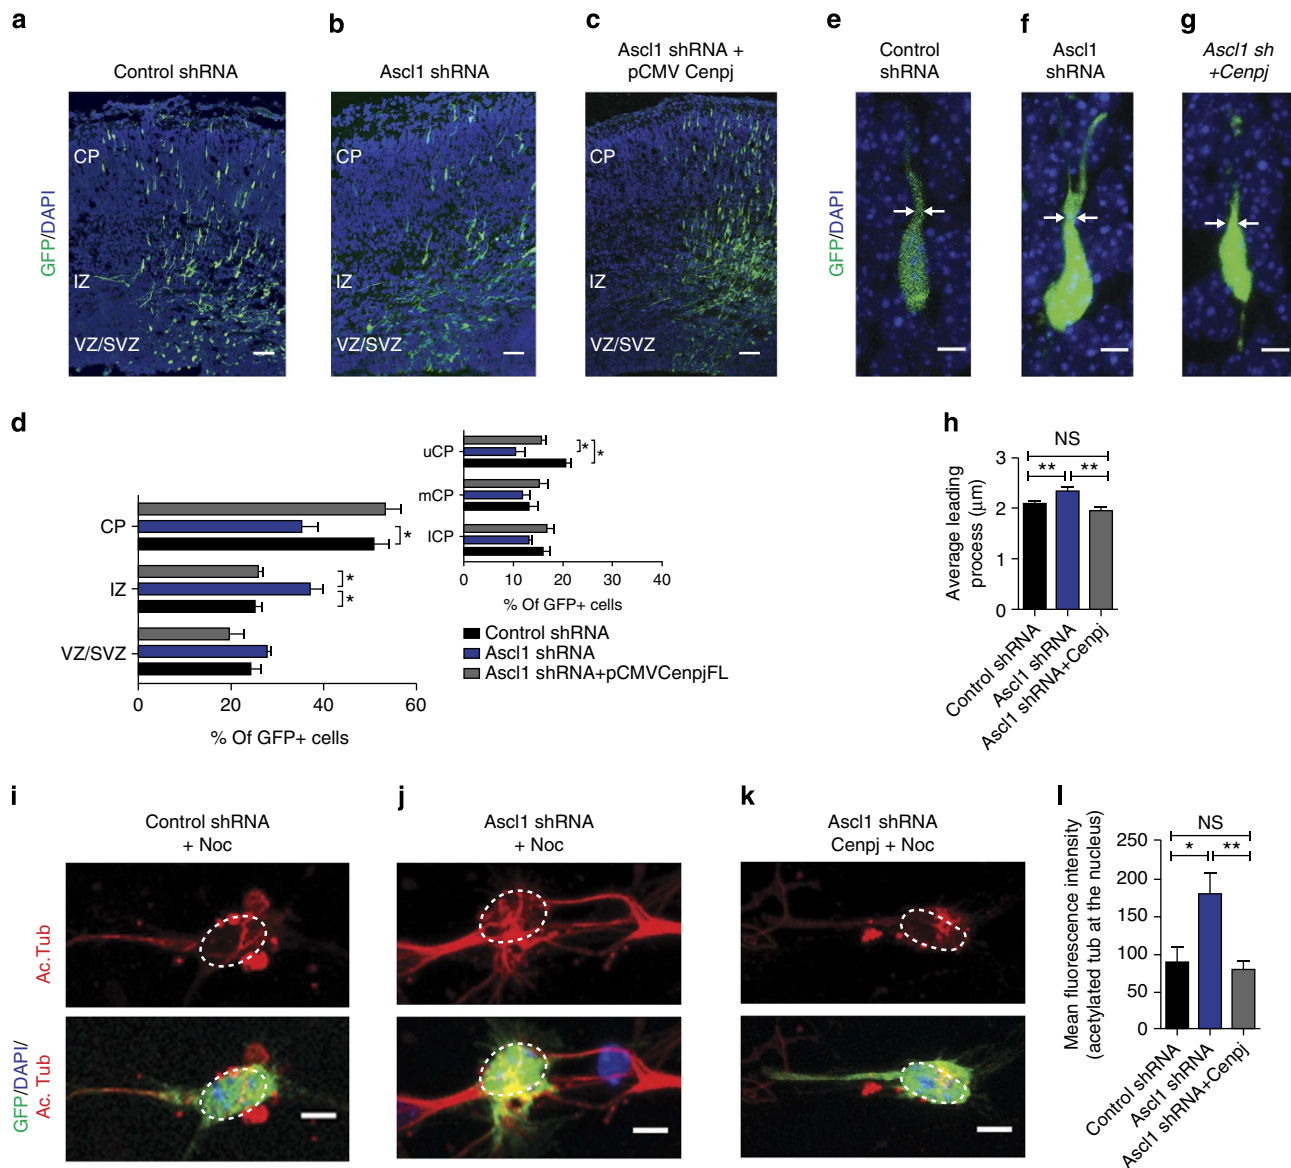 a
Control shRNA
CP
IZ
VZ/SVZ
GFP/DAPI
b
Ascl1 shRNA
CP
IZ
VZ/SVZ
c
Ascl1 shRNA +
pCMV Cenpj
CP
IZ
VZ/SVZ
e
Control
shRNA
f
Ascl1
shRNA
g
Ascl1 sh
+Cenpj
GFP/DAPI
d
CP
*
IZ
*
*
VZ/SVZ
0 20 40 60
% Of GFP+ cells
uCP
* *
mCP
lCP
0 10 20 30 40
% Of GFP+ cells
Control shRNA
Ascl1 shRNA
Ascl1 shRNA+pCMVCenpjFL
h
NS
** **
3
2
1
0
Average leading
process (μm)
Control shRNA
Ascl1 shRNA
Ascl1 shRNA+Cenpj
i
Control shRNA
+ Noc
Ac.Tub
GFP/DAPI/
Ac. Tub
j
Ascl1 shRNA
+ Noc
k
Ascl1 shRNA
Cenpj + Noc
l
NS
* **
250
200
150
100
50
0
Mean fluorescence intensity
(acetylated tub at the nucleus)
Control shRNA
Ascl1 shRNA
Ascl1 shRNA+Cenpj